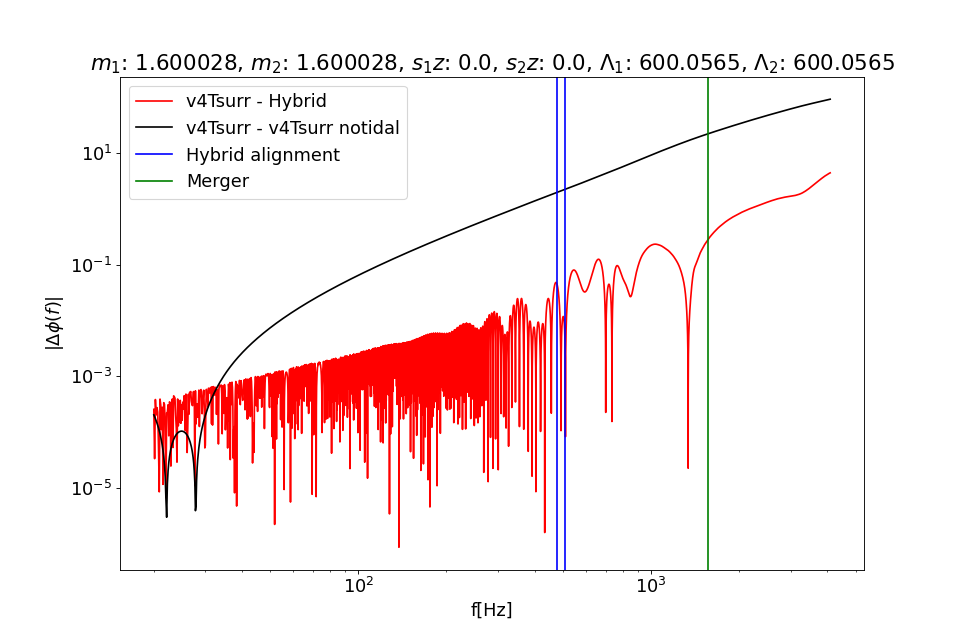 m₁: 1.600028, m₂: 1.600028, s₁z: 0.0, s₂z: 0.0, Λ₁: 600.0565, Λ₂: 600.0565
v4Tsurr - Hybrid
v4Tsurr - v4Tsurr notidal
Hybrid alignment
Merger
10¹
10⁻¹
10⁻³
10⁻⁵
|Δϕ(f)|
10²
10³
f[Hz]